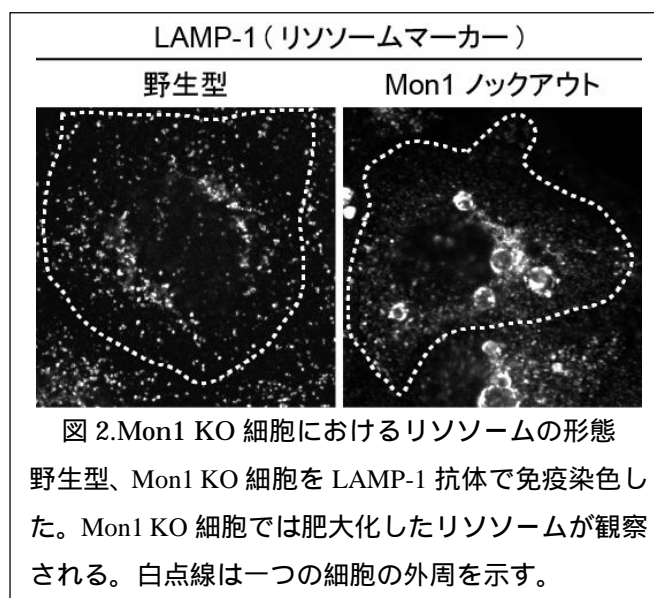 LAMP-1（リソソームマーカー）
野生型 Mon1 ノックアウト
図 2.Mon1 KO 細胞におけるリソソームの形態
野生型、Mon1 KO 細胞を LAMP-1 抗体で免疫染色し
た。Mon1 KO 細胞では肥大化したリソソームが観察
される。白点線は一つの細胞の外周を示す。